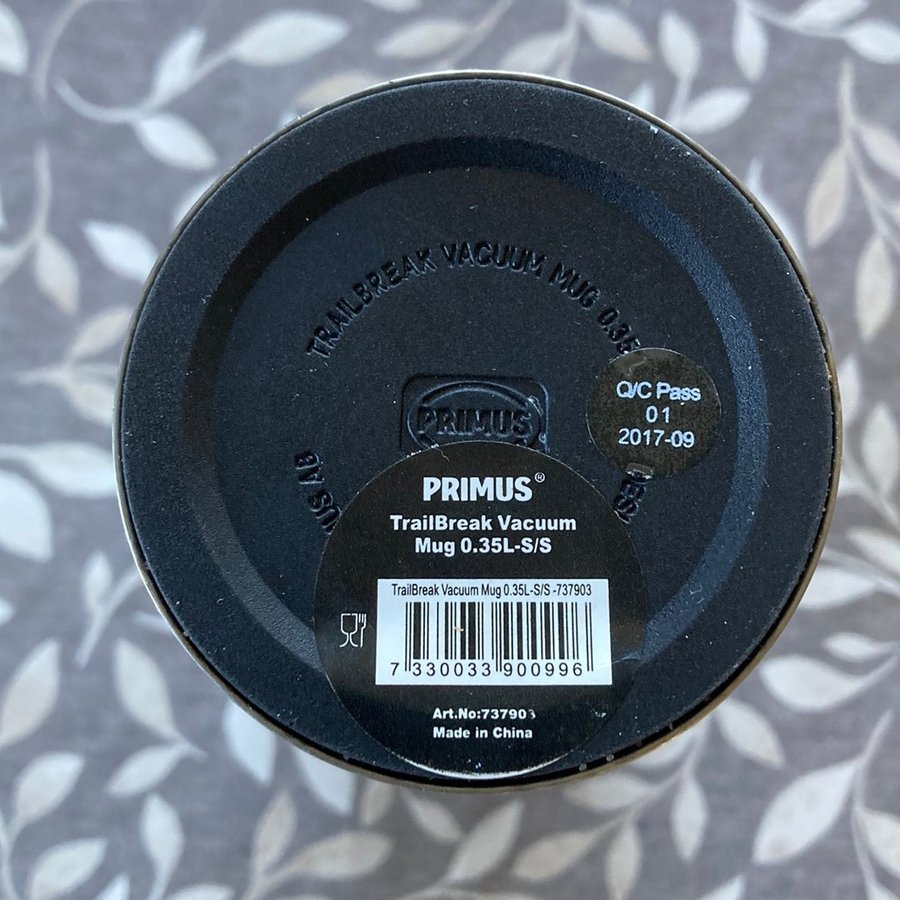 TRAILBREAK VACUUM MUG 0.35
PRIMUS
Q/C Pass
01
2017-09
PRIMUS®
TrailBreak Vacuum
Mug 0.35L-S/S
TrailBreak Vacuum Mug 0.35L-S/S -737903
7 330033 900996
Art.No:737903
Made in China